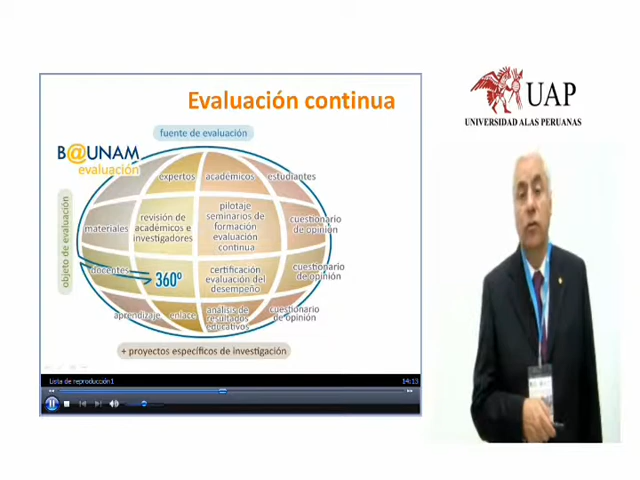 Evaluación continua
fuente de evaluación
B@UNAM
evaluación
objeto de evaluación
expertos
académicos
estudiantes
materiales
revisión de
académicos e
investigadores
pilotaje
seminarios de
formación
evaluación
continua
cuestionario
de opinión
docentes
360º
certificación
evaluación del
desempeño
cuestionario
de opinión
aprendizaje
enlace
análisis de
resultados
educativos
cuestionario
de opinión
+ proyectos específicos de investigación
Lista de reproducción1
14:13
UAP
UNIVERSIDAD ALAS PERUANAS